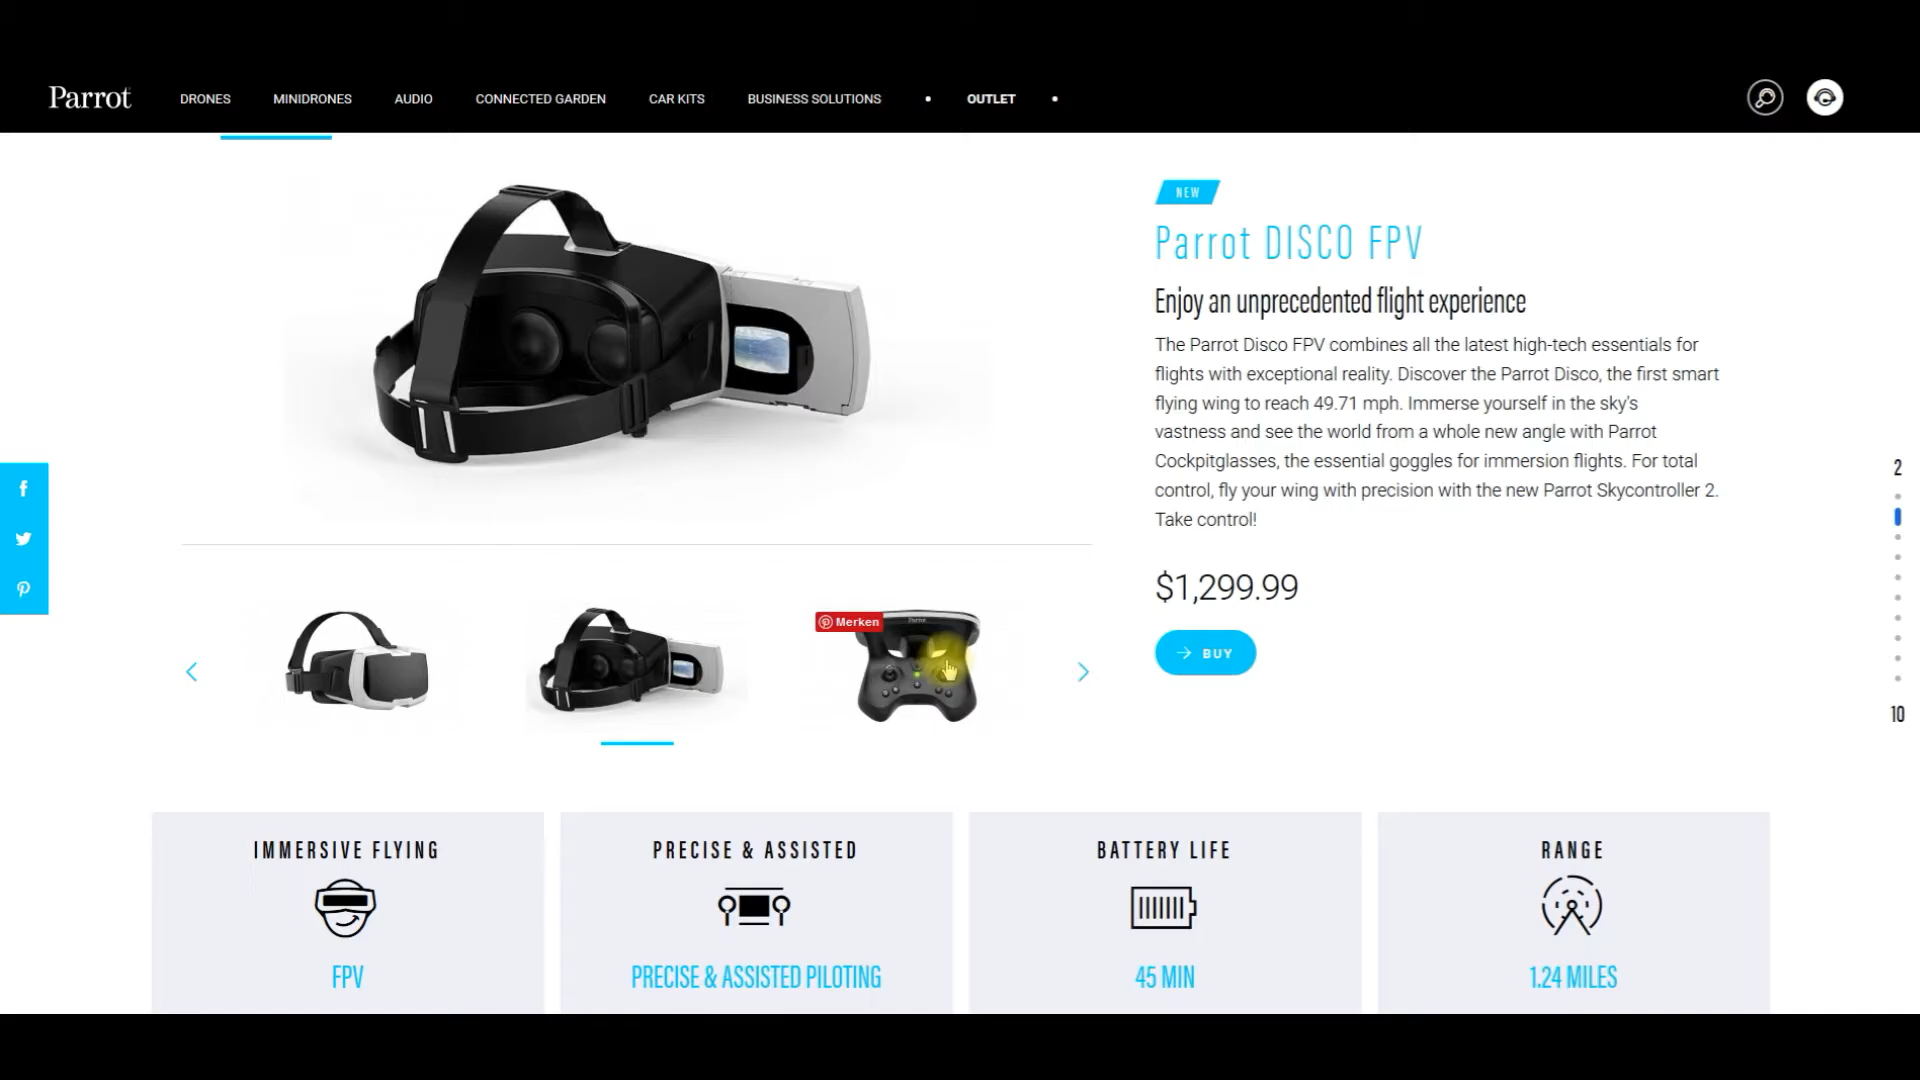 Parrot
DRONES
MINIDRONES
AUDIO
CONNECTED GARDEN
CAR KITS
BUSINESS SOLUTIONS
OUTLET
NEW
Parrot DISCO FPV
Enjoy an unprecedented flight experience
The Parrot Disco FPV combines all the latest high-tech essentials for
flights with exceptional reality. Discover the Parrot Disco, the first smart
flying wing to reach 49.71 mph. Immerse yourself in the sky's
vastness and see the world from a whole new angle with Parrot
Cockpitglasses, the essential goggles for immersion flights. For total
control, fly your wing with precision with the new Parrot Skycontroller 2.
Take control!
$1,299.99
BUY
Merken
Parrot
2
10
IMMERSIVE FLYING
FPV
PRECISE & ASSISTED
PRECISE & ASSISTED PILOTING
BATTERY LIFE
45 MIN
RANGE
1.24 MILES